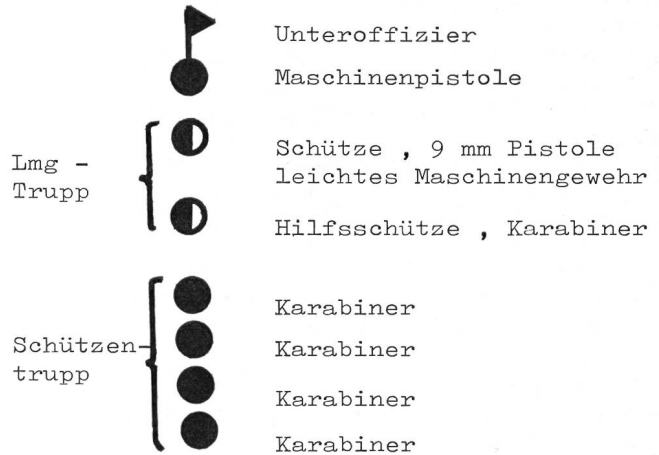 Unteroffizier
Maschinenpistole
Lmg -
Trupp
Schütze , 9 mm Pistole
leichtes Maschinengewehr
Hilfsschütze , Karabiner
Schützen-
trupp
Karabiner
Karabiner
Karabiner
Karabiner